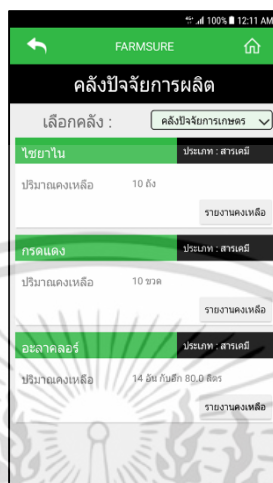 100% 12:11 AM
FARMSURE
คลังปัจจัยการผลิต
เลือกคลัง : คลังปัจจัยการเกษตร
ไซยาไน ประเภท : สารเคมี
ปริมาณคงเหลือ 10 ถัง
รายงานคงเหลือ
กรดแดง ประเภท : สารเคมี
ปริมาณคงเหลือ 10 ขวด
รายงานคงเหลือ
อะลาคลอร์ ประเภท : สารเคมี
ปริมาณคงเหลือ 14 อัน กับอีก 80.0 ลิตร
รายงานคงเหลือ